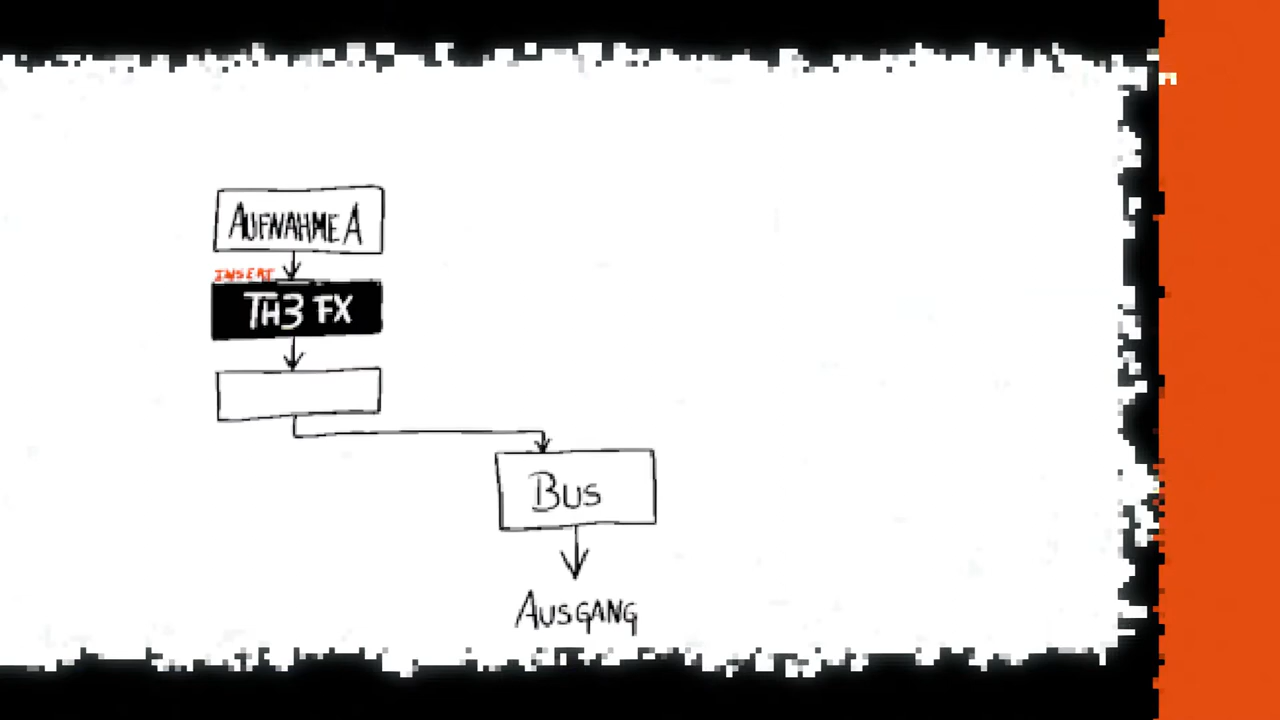 AUFNAHME A
INSERT
TH3 FX
BUS
AUSGANG